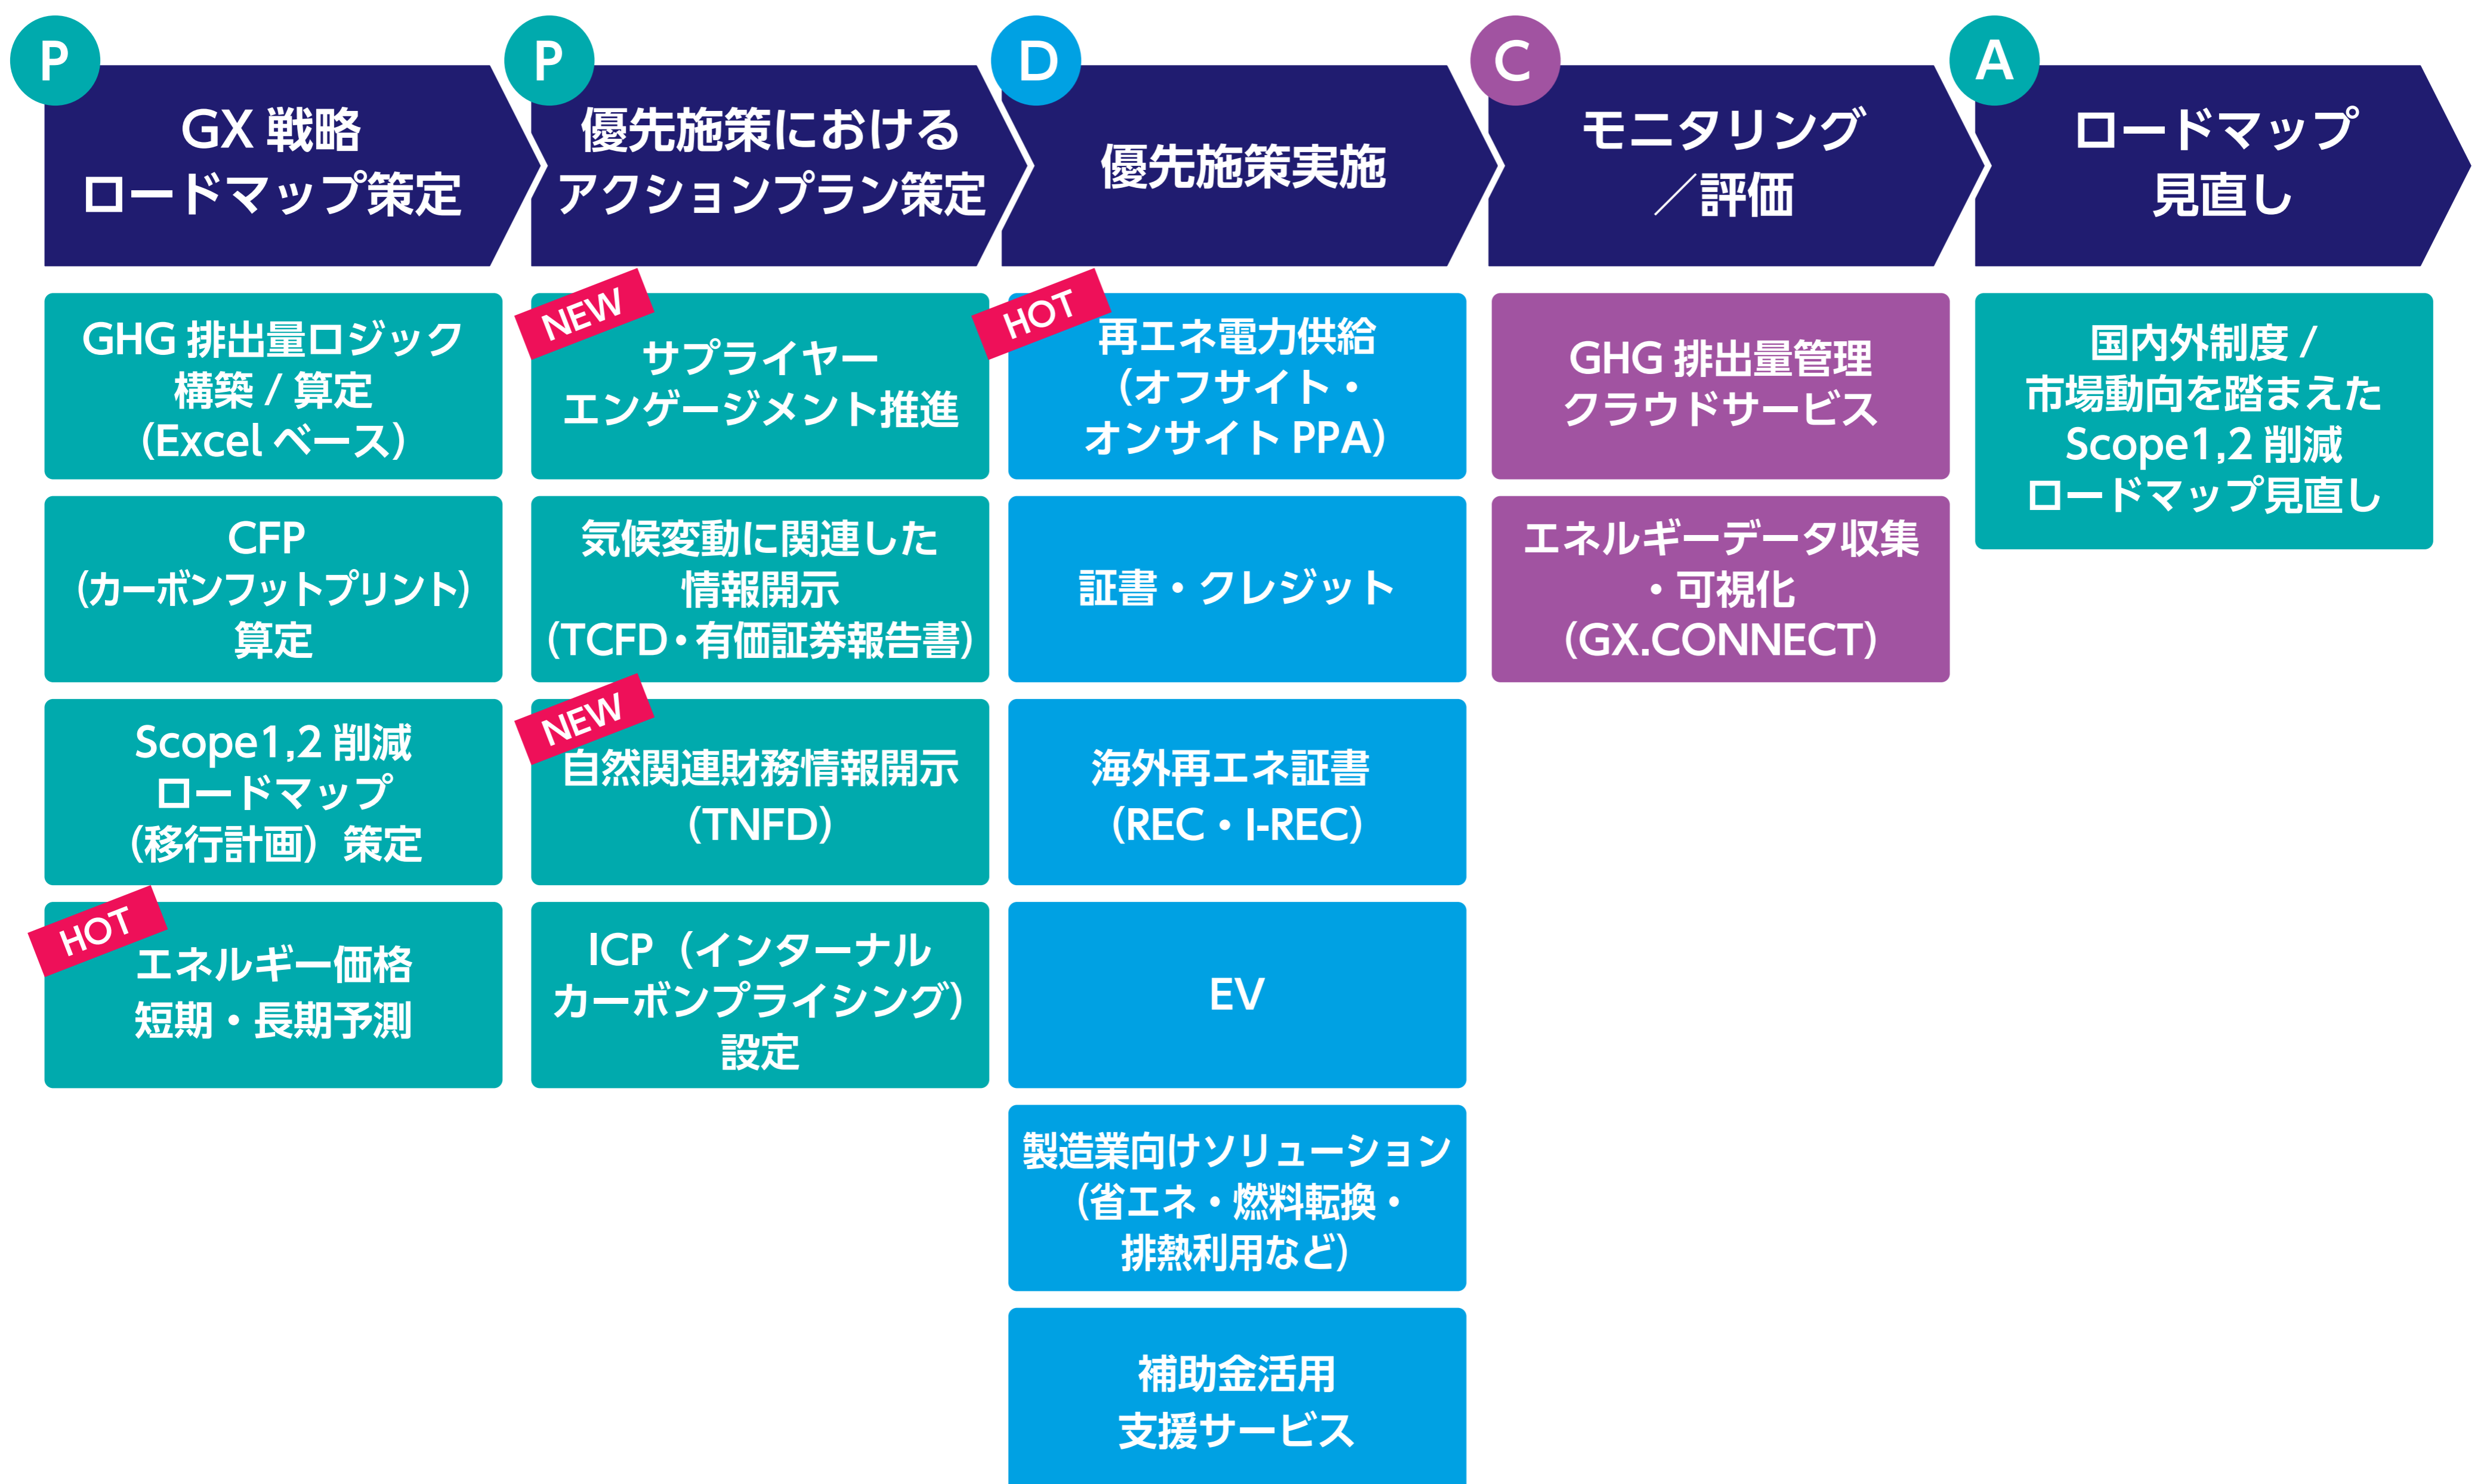 P
GX 戦略
ロードマップ策定
P
優先施策における
アクションプラン策定
D
優先施策実施
C
モニタリング
／評価
A
ロードマップ
見直し
GHG 排出量ロジック
構築 / 算定
（Excel ベース）
CFP
（カーボンフットプリント）
算定
Scope1,2 削減
ロードマップ
（移行計画）策定
HOT
エネルギー価格
短期・長期予測
NEW
サプライヤー
エンゲージメント推進
気候変動に関連した
情報開示
（TCFD・有価証券報告書）
NEW
自然関連財務情報開示
（TNFD）
ICP（インターナル
カーボンプライシング）
設定
HOT
再エネ電力供給
（オフサイト・
オンサイト PPA）
証書・クレジット
海外再エネ証書
（REC・I-REC）
EV
製造業向けソリューション
（省エネ・燃料転換・
排熱利用など）
補助金活用
支援サービス
GHG 排出量管理
クラウドサービス
エネルギーデータ収集
・可視化
（GX.CONNECT）
国内外制度 /
市場動向を踏まえた
Scope1,2 削減
ロードマップ見直し